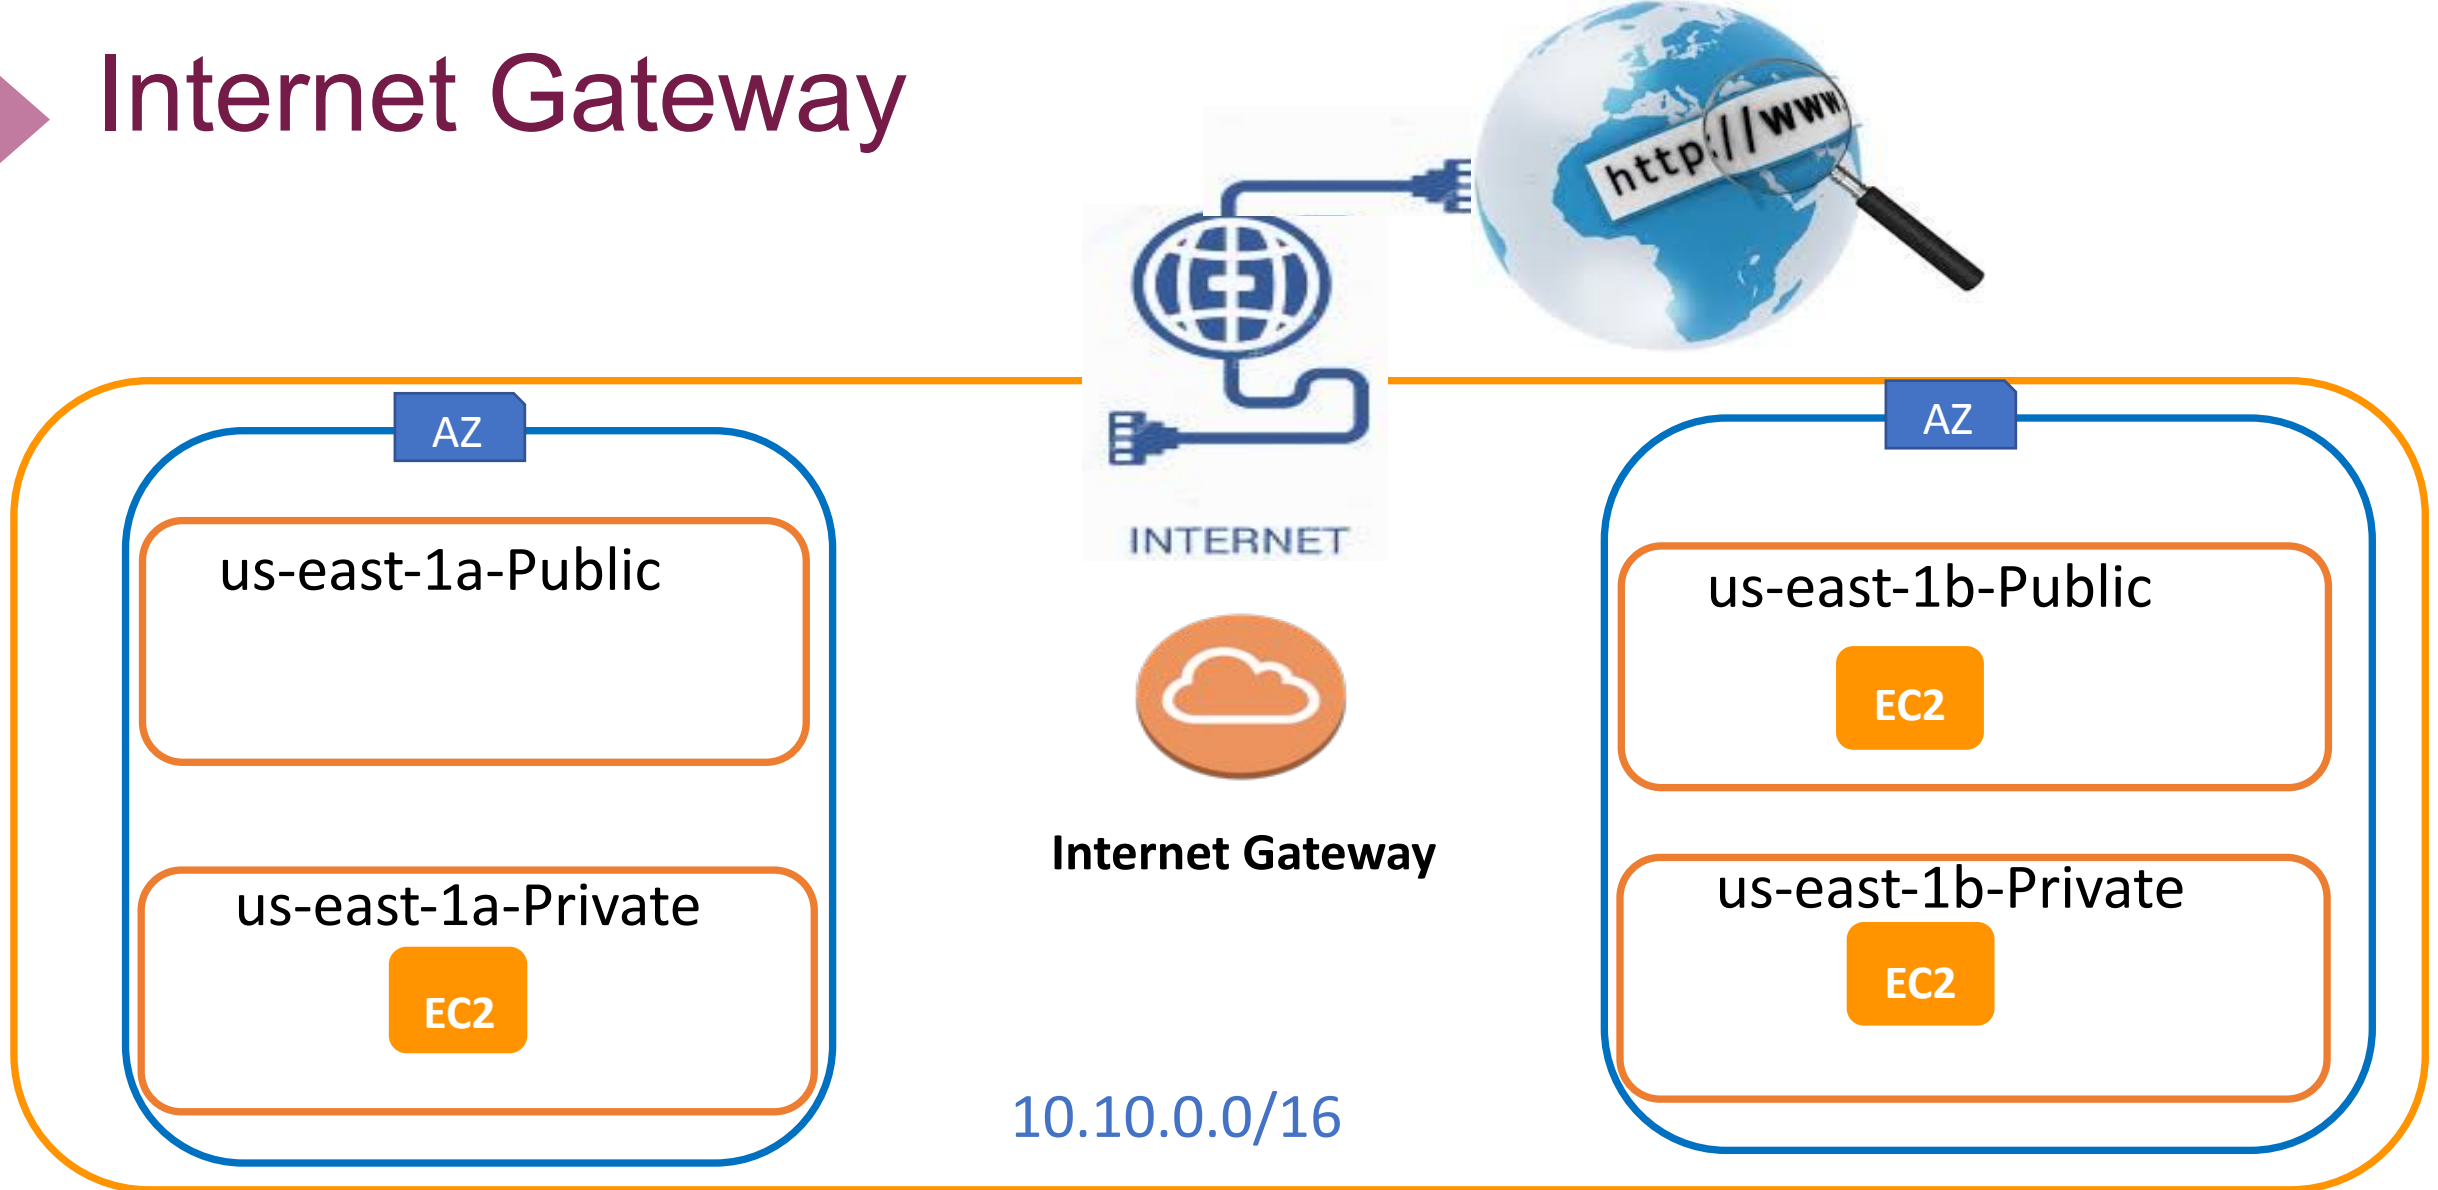 Internet Gateway
http://www.
AZ
AZ
INTERNET
us-east-1a-Public
us-east-1b-Public
EC2
Internet Gateway
us-east-1a-Private
us-east-1b-Private
EC2
EC2
10.10.0.0/16